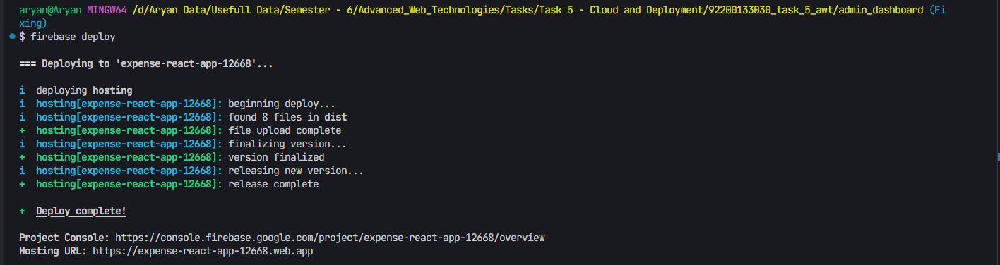 aryan@Aryan MINGW64 /d/Aryan Data/Usefull Data/Semester - 6/Advanced_Web_Technologies/Tasks/Task 5 - Cloud and Deployment/92200133030_task_5_awt/admin_dashboard (Fi
xing)
$ firebase deploy
=== Deploying to 'expense-react-app-12668'...
i  deploying hosting
i  hosting[expense-react-app-12668]: beginning deploy...
i  hosting[expense-react-app-12668]: found 8 files in dist
+  hosting[expense-react-app-12668]: file upload complete
i  hosting[expense-react-app-12668]: finalizing version...
+  hosting[expense-react-app-12668]: version finalized
i  hosting[expense-react-app-12668]: releasing new version...
+  hosting[expense-react-app-12668]: release complete
+  Deploy complete!
Project Console: https://console.firebase.google.com/project/expense-react-app-12668/overview
Hosting URL: https://expense-react-app-12668.web.app